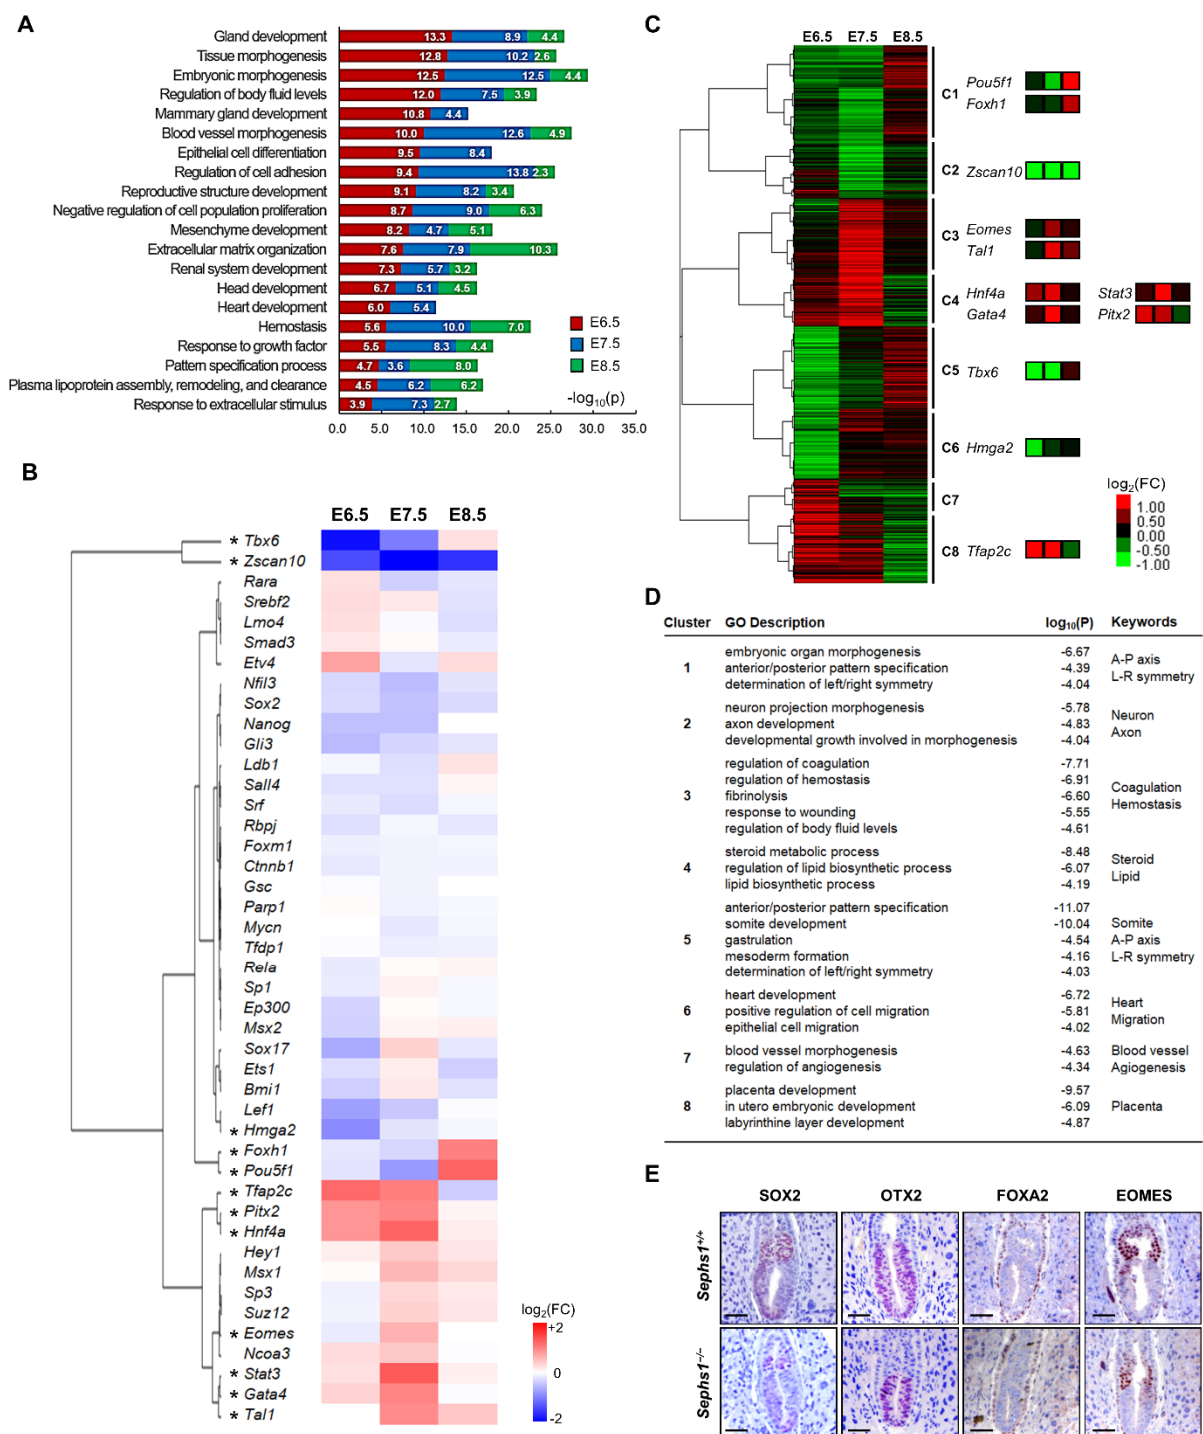 A
Gland development 13.3 8.9 4.4
Tissue morphogenesis 12.8 10.2 2.6
Embryonic morphogenesis 12.5 12.5 4.4
Regulation of body fluid levels 12.0 7.5 3.9
Mammary gland development 10.8 4.4
Blood vessel morphogenesis 10.0 12.6 4.9
Epithelial cell differentiation 9.5 8.4
Regulation of cell adhesion 9.4 13.8 2.3
Reproductive structure development 9.1 8.2 3.4
Negative regulation of cell population proliferation 8.7 9.0 6.3
Mesenchyme development 8.2 4.7 5.1
Extracellular matrix organization 7.6 7.9 10.3
Renal system development 7.3 5.7 3.2
Head development 6.7 5.1 4.5
Heart development 6.0 5.4
Hemostasis 5.6 10.0 7.0
Response to growth factor 5.5 8.3 4.4
Pattern specification process 4.7 3.6 8.0
Plasma lipoprotein assembly, remodeling, and clearance 4.5 6.2 6.2
Response to extracellular stimulus 3.9 7.3 2.7
E6.5
E7.5
E8.5
-log10(p)
0.0 5.0 10.0 15.0 20.0 25.0 30.0 35.0
B
E6.5 E7.5 E8.5
* Tbx6
* Zscan10
Rara
Srebf2
Lmo4
Smad3
Etv4
Nfil3
Sox2
Nanog
Gli3
Ldb1
Sall4
Srf
Rbpj
Foxm1
Ctnnb1
Gsc
Parp1
Mycn
Tfdp1
Rela
Sp1
Ep300
Msx2
Sox17
Ets1
Bmi1
Lef1
* Hmga2
* Foxh1
* Pou5f1
* Tfap2c
* Pitx2
* Hnf4a
Hey1
Msx1
Sp3
Suz12
* Eomes
Ncoa3
* Stat3
* Gata4
* Tal1
log2(FC)
+2
0
-2
C
E6.5 E7.5 E8.5
C1 Pou5f1
Foxh1
C2 Zscan10
C3 Eomes
Tal1
C4 Hnf4a Stat3
Gata4 Pitx2
C5 Tbx6
C6 Hmga2
C7
C8 Tfap2c
log2(FC)
1.00
0.50
0.00
-0.50
-1.00
D
Cluster GO Description log10(P) Keywords
1 embryonic organ morphogenesis -6.67 A-P axis
anterior/posterior pattern specification -4.39 L-R symmetry
determination of left/right symmetry -4.04
2 neuron projection morphogenesis -5.78 Neuron
axon development -4.83 Axon
developmental growth involved in morphogenesis -4.04
3 regulation of coagulation -7.71 Coagulation
regulation of hemostasis -6.91 Hemostasis
fibrinolysis -6.60
response to wounding -5.55
regulation of body fluid levels -4.61
4 steroid metabolic process -8.48 Steroid
regulation of lipid biosynthetic process -6.07 Lipid
lipid biosynthetic process -4.19
5 anterior/posterior pattern specification -11.07 Somite
somite development -10.04 A-P axis
gastrulation -4.54 L-R symmetry
mesoderm formation -4.16
determination of left/right symmetry -4.03
6 heart development -6.72 Heart
positive regulation of cell migration -5.81 Migration
epithelial cell migration -4.02
7 blood vessel morphogenesis -4.63 Blood vessel
regulation of angiogenesis -4.34 Agiogenesis
8 placenta development -9.57 Placenta
in utero embryonic development -6.09
labyrinthine layer development -4.87
E
SOX2 OTX2 FOXA2 EOMES
Sephs1+/+
Sephs1−/−